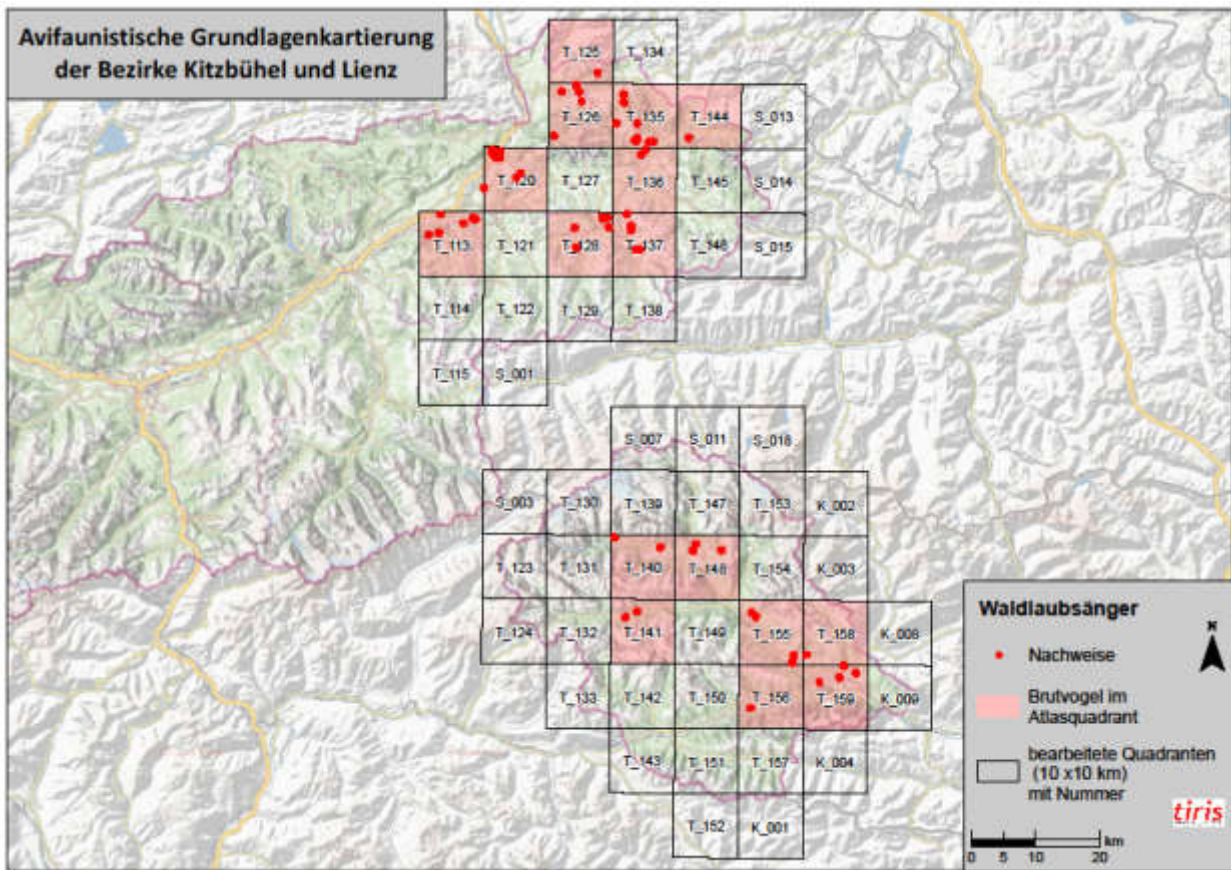 Avifaunistische Grundlagenkartierung
der Bezirke Kitzbühel und Lienz
T_125 T_134
T_126 T_135 T_144 S_013
T_120 T_127 T_136 T_145 S_014
T_113 T_121 T_128 T_137 T_146 S_015
T_114 T_122 T_129 T_138
T_115 S_001
S_007 S_011 S_018
S_003 T_130 T_139 T_147 T_153 K_002
T_123 T_131 T_140 T_148 T_154 K_003
T_124 T_132 T_141 T_149 T_155 T_158 K_008
T_133 T_142 T_150 T_156 T_159 K_009
T_143 T_151 T_157 K_004
T_152 K_001
Waldlaubsänger
N
Nachweise
Brutvogel im
Atlasquadrant
bearbeitete Quadranten
(10 x10 km)
mit Nummer
tiris
km
0 5 10 20